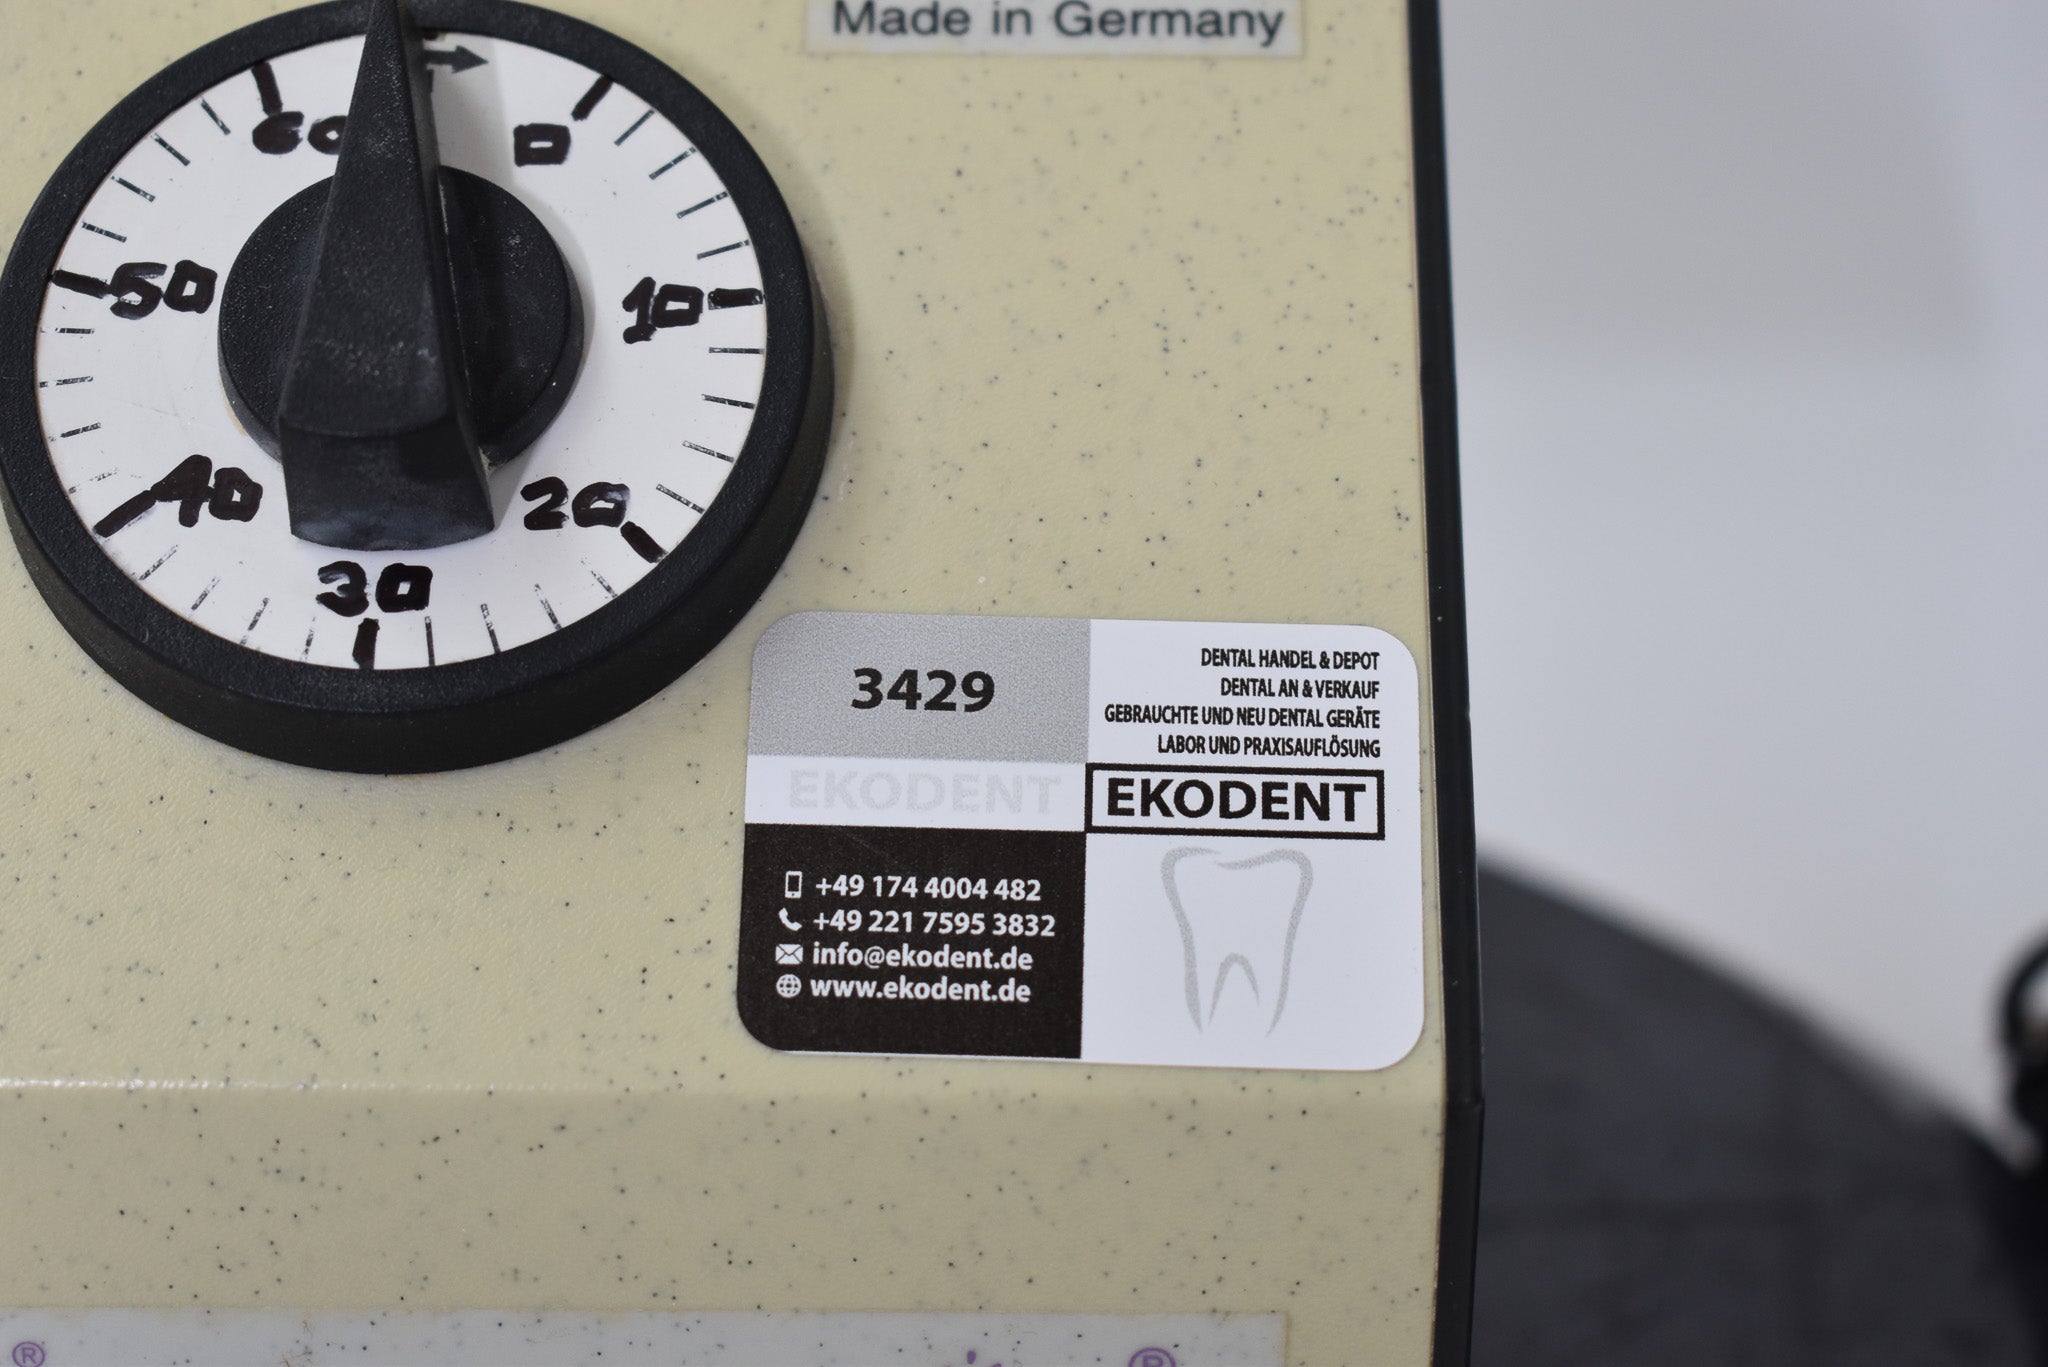 Made in Germany
60
0
50
10
40
20
30
3429
DENTAL HANDEL & DEPOT
DENTAL AN & VERKAUF
GEBRAUCHTE UND NEU DENTAL GERÄTE
LABOR UND PRAXISAUFLÖSUNG
EKODENT
EKODENT
+49 174 4004 482
+49 221 7595 3832
info@ekodent.de
www.ekodent.de
® ®